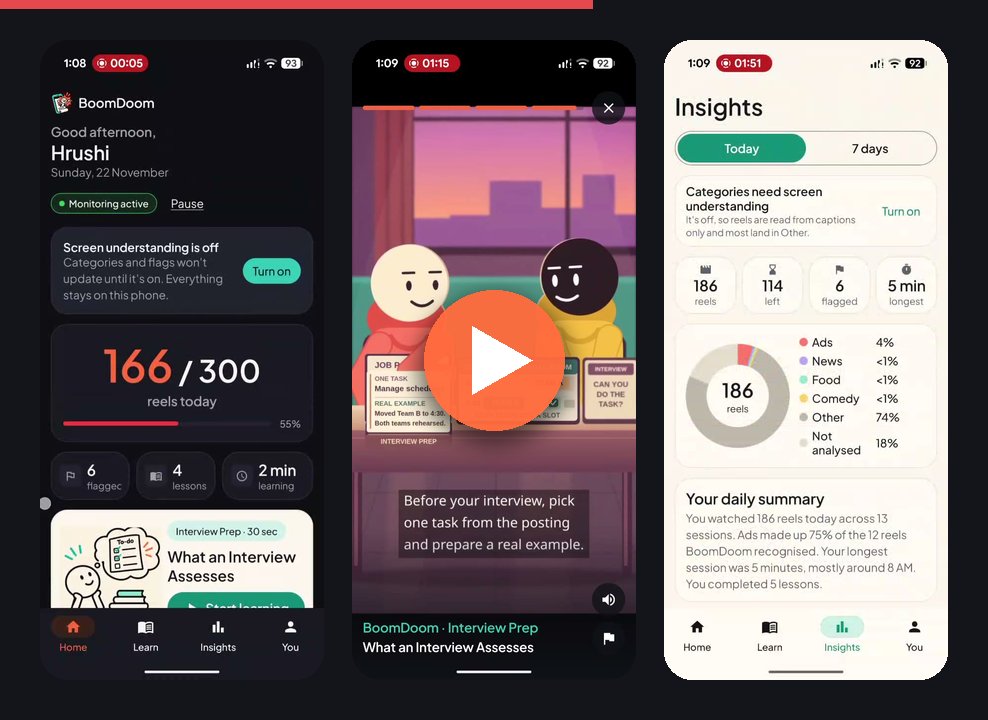 1:08
00:05
93
BoomDoom
Good afternoon,
Hrushi
Sunday, 22 November
Monitoring active
Pause
Screen understanding is off
Categories and flags won't
update until it's on. Everything
stays on this phone.
Turn on
166 / 300
reels today
55%
6
flagged
4
lessons
2 min
learning
Interview Prep · 30 sec
What an Interview
Assesses
Start learning
Home
Learn
Insights
You
1:09
01:15
92
ONE TASK
REAL EXAMPLE
Moved Team B to 4:30.
Both teams rehearsed.
INTERVIEW PREP
INTERVIEW
CAN YOU
DO THE
TASK?
Before your interview, pick
one task from the posting
and prepare a real example.
BoomDoom · Interview Prep
What an Interview Assesses
1:09
01:51
92
Insights
Today
7 days
Categories need screen
understanding
It's off, so reels are read from captions
only and most land in Other.
Turn on
186
reels
114
left
6
flagged
5 min
longest
186
reels
Ads 4%
News <1%
Food <1%
Comedy <1%
Other 74%
Not
analysed 18%
Your daily summary
You watched 186 reels today across 13
sessions. Ads made up 75% of the 12 reels
BoomDoom recognised. Your longest
session was 5 minutes, mostly around 8 AM.
You completed 5 lessons.
Home
Learn
Insights
You